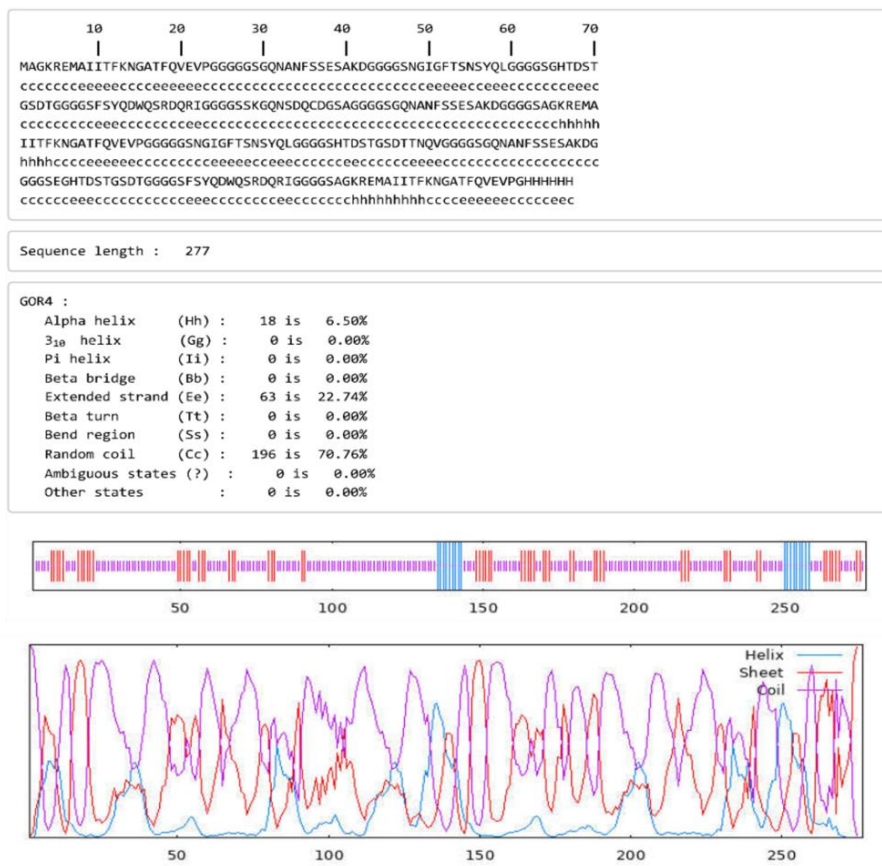 10 20 30 40 50 60 70
| | | | | | |
MAGKREMAIITFKNGATFQVEVPGGGGGSGQNANFSSESAKDGGGGSNGIGFTSNSYQLGGGGSGHTDST
ccccccceeeeecccceeeeeeccccccccccccccccccccccccccceeeeecceeeccccccceeec
GSDTGGGGSFSYQDWQSRDQRIGGGGSSKGQNSDQCDGSAGGGGSGQNANFSSESAKDGGGGSAGKREMA
ccccccccceeecccccccceeccccccccccccccccccccccccccccccccccccccccccchhhhh
IITFKNGATFQVEVPGGGGGSNGIGFTSNSYQLGGGGSHTDSTGSDTTNQVGGGGSGQNANFSSESAKDG
hhhhcccceeeeeeccccccccceeeeecceeecccccceecccccceeeeccccccccccccccccccc
GGGSEGHTDSTGSDTGGGGSFSYQDWQSRDQRIGGGGSAGKREMAIITFKNGATFQVEVPGHHHHHH
ccccccceeeccccccccccceeeccccccceeccccccchhhhhhhhhcccceeeeeeccccceec
Sequence length : 277
GOR4 :
Alpha helix (Hh) : 18 is 6.50%
3₁₀ helix (Gg) : 0 is 0.00%
Pi helix (Ii) : 0 is 0.00%
Beta bridge (Bb) : 0 is 0.00%
Extended strand (Ee) : 63 is 22.74%
Beta turn (Tt) : 0 is 0.00%
Bend region (Ss) : 0 is 0.00%
Random coil (Cc) : 196 is 70.76%
Ambiguous states (?) : 0 is 0.00%
Other states : 0 is 0.00%
50 100 150 200 250
Helix
Sheet
Coil
50 100 150 200 250